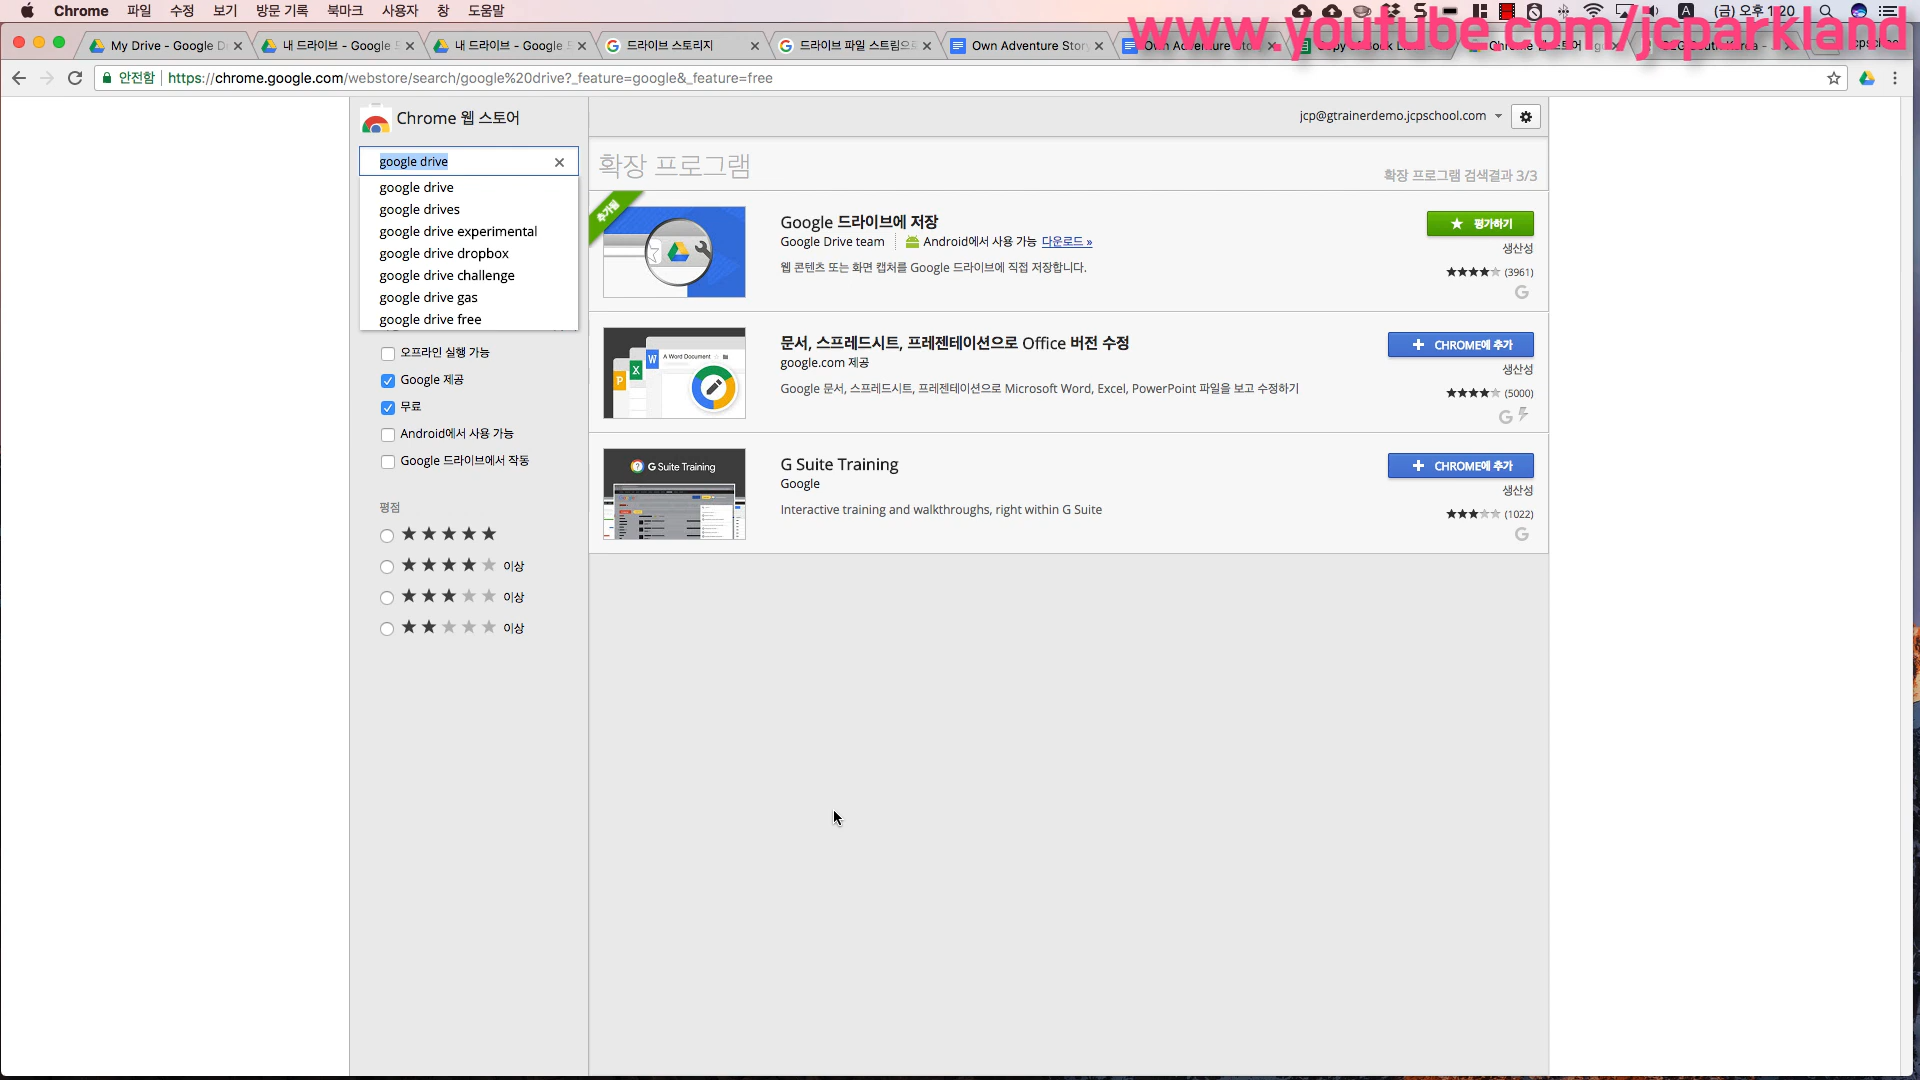 Chrome 파일 수정 보기 방문 기록 북마크 사용자 창 도움말
(금) 오후 1:20
www.youtube.com/jcparkland
My Drive - Google D
내 드라이브 - Google
내 드라이브 - Google
드라이브 스토리지
드라이브 파일 스트림으
Own Adventure Story
안전함 https://chrome.google.com/webstore/search/google%20drive?_feature=google&_feature=free
Chrome 웹 스토어
jcp@gtrainerdemo.jcpschool.com
google drive
google drive
google drives
google drive experimental
google drive dropbox
google drive challenge
google drive gas
google drive free
오프라인 실행 가능
Google 제공
무료
Android에서 사용 가능
Google 드라이브에서 작동
평점
이상
이상
이상
확장 프로그램
확장 프로그램 검색결과 3/3
추가됨
Google 드라이브에 저장
Google Drive team Android에서 사용 가능 다운로드 »
웹 콘텐츠 또는 화면 캡처를 Google 드라이브에 직접 저장합니다.
평가하기
생산성
(3961)
A Word Document
문서, 스프레드시트, 프레젠테이션으로 Office 버전 수정
google.com 제공
Google 문서, 스프레드시트, 프레젠테이션으로 Microsoft Word, Excel, PowerPoint 파일을 보고 수정하기
CHROME에 추가
생산성
(5000)
G Suite Training
G Suite Training
Google
Interactive training and walkthroughs, right within G Suite
CHROME에 추가
생산성
(1022)